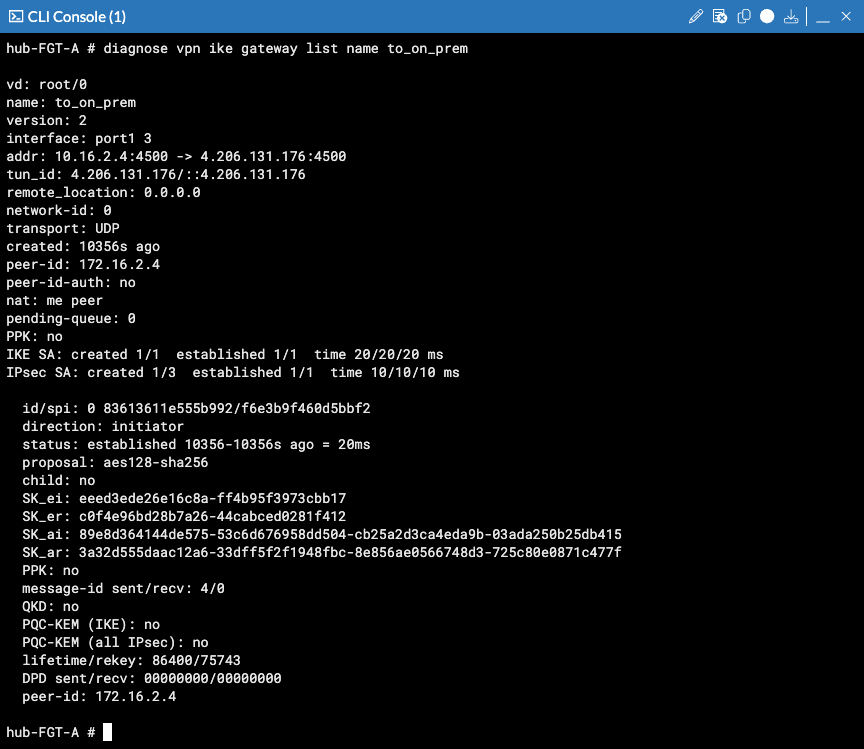 CLI Console (1)
hub-FGT-A # diagnose vpn ike gateway list name to_on_prem
vd: root/0
name: to_on_prem
version: 2
interface: port1 3
addr: 10.16.2.4:4500 -> 4.206.131.176:4500
tun_id: 4.206.131.176/::4.206.131.176
remote_location: 0.0.0.0
network-id: 0
transport: UDP
created: 10356s ago
peer-id: 172.16.2.4
peer-id-auth: no
nat: me peer
pending-queue: 0
PPK: no
IKE SA: created 1/1  established 1/1  time 20/20/20 ms
IPsec SA: created 1/3  established 1/1  time 10/10/10 ms
id/spi: 0 83613611e555b992/f6e3b9f460d5bbf2
direction: initiator
status: established 10356-10356s ago = 20ms
proposal: aes128-sha256
child: no
SK_ei: eeed3ede26e16c8a-ff4b95f3973cbb17
SK_er: c0f4e96bd28b7a26-44cabced0281f412
SK_ai: 89e8d364144de575-53c6d676958dd504-cb25a2d3ca4eda9b-03ada250b25db415
SK_ar: 3a32d555daac12a6-33dff5f2f1948fbc-8e856ae0566748d3-725c80e0871c477f
PPK: no
message-id sent/recv: 4/0
QKD: no
PQC-KEM (IKE): no
PQC-KEM (all IPsec): no
lifetime/rekey: 86400/75743
DPD sent/recv: 00000000/00000000
peer-id: 172.16.2.4
hub-FGT-A #